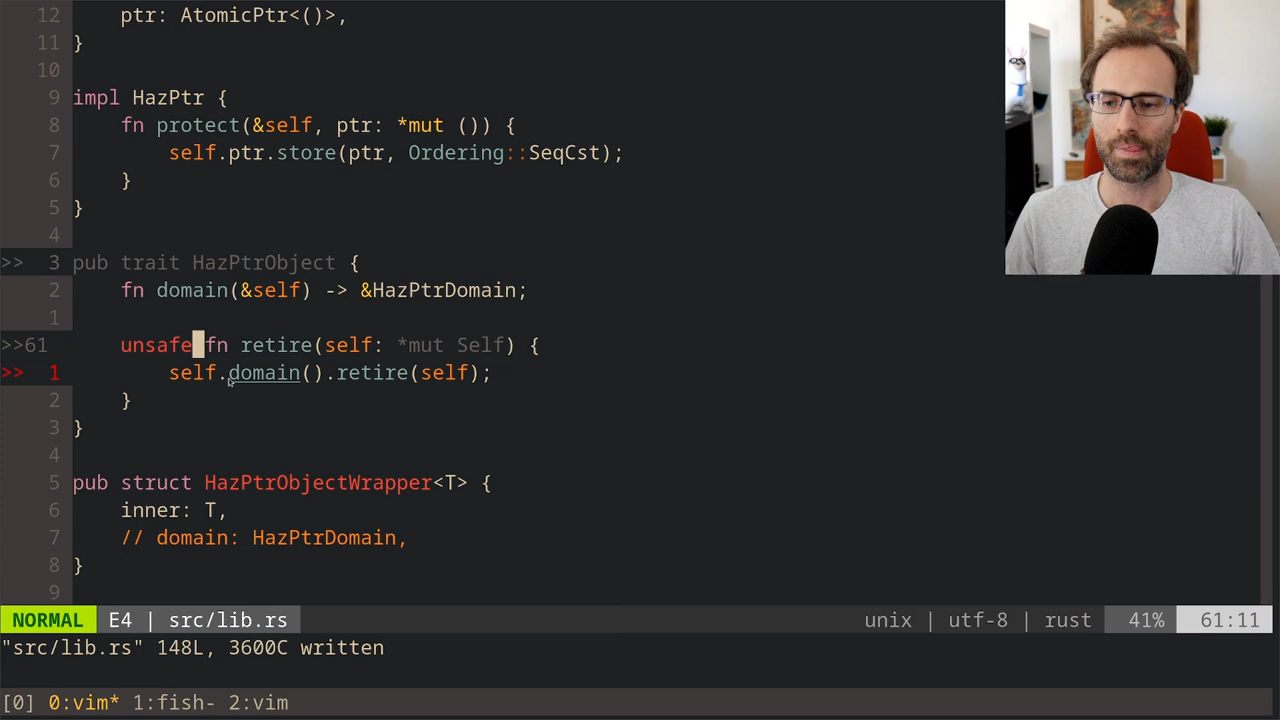 12     ptr: AtomicPtr<()>,
11 }
10
9 impl HazPtr {
8     fn protect(&self, ptr: *mut ()) {
7         self.ptr.store(ptr, Ordering::SeqCst);
6     }
5 }
4
>> 3 pub trait HazPtrObject {
2     fn domain(&self) -> &HazPtrDomain;
1
>>61     unsafe fn retire(self: *mut Self) {
>> 1         self.domain().retire(self);
2     }
3 }
4
5 pub struct HazPtrObjectWrapper<T> {
6     inner: T,
7     // domain: HazPtrDomain,
8 }
9
NORMAL E4 | src/lib.rs unix | utf-8 | rust 41% 61:11
"src/lib.rs" 148L, 3600C written
[0] 0:vim* 1:fish- 2:vim